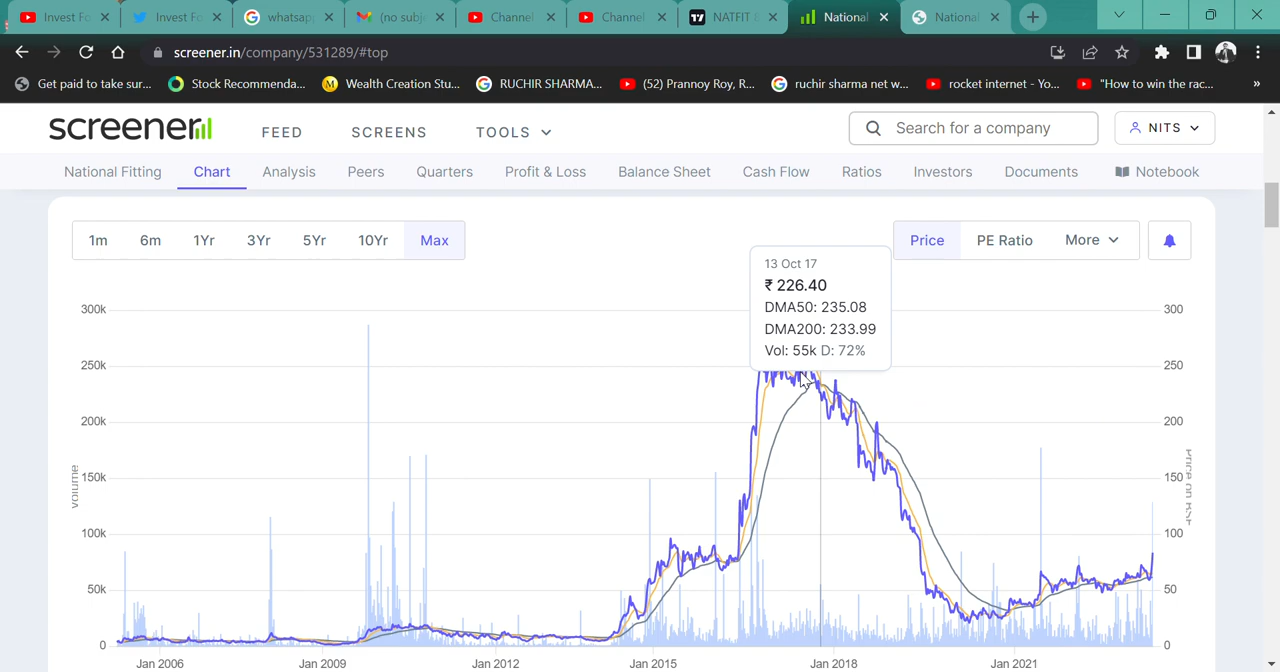 Invest Fo
Invest Fo
whatsap
(no subj
Channel
Channel
NATFIT
National
National
screener.in/company/531289/#top
Get paid to take sur...
Stock Recommenda...
Wealth Creation Stu...
RUCHIR SHARMA...
(52) Prannoy Roy, R...
ruchir sharma net w...
rocket internet - Yo...
"How to win the rac...
»
screener
FEED
SCREENS
TOOLS
Search for a company
NITS
National Fitting
Chart
Analysis
Peers
Quarters
Profit & Loss
Balance Sheet
Cash Flow
Ratios
Investors
Documents
Notebook
1m
6m
1Yr
3Yr
5Yr
10Yr
Max
Price
PE Ratio
More
13 Oct 17
₹ 226.40
DMA50: 235.08
DMA200: 233.99
Vol: 55k D: 72%
300k
250k
200k
150k
100k
50k
0
volume
300
250
200
150
100
50
0
Jan 2006
Jan 2009
Jan 2012
Jan 2015
Jan 2018
Jan 2021